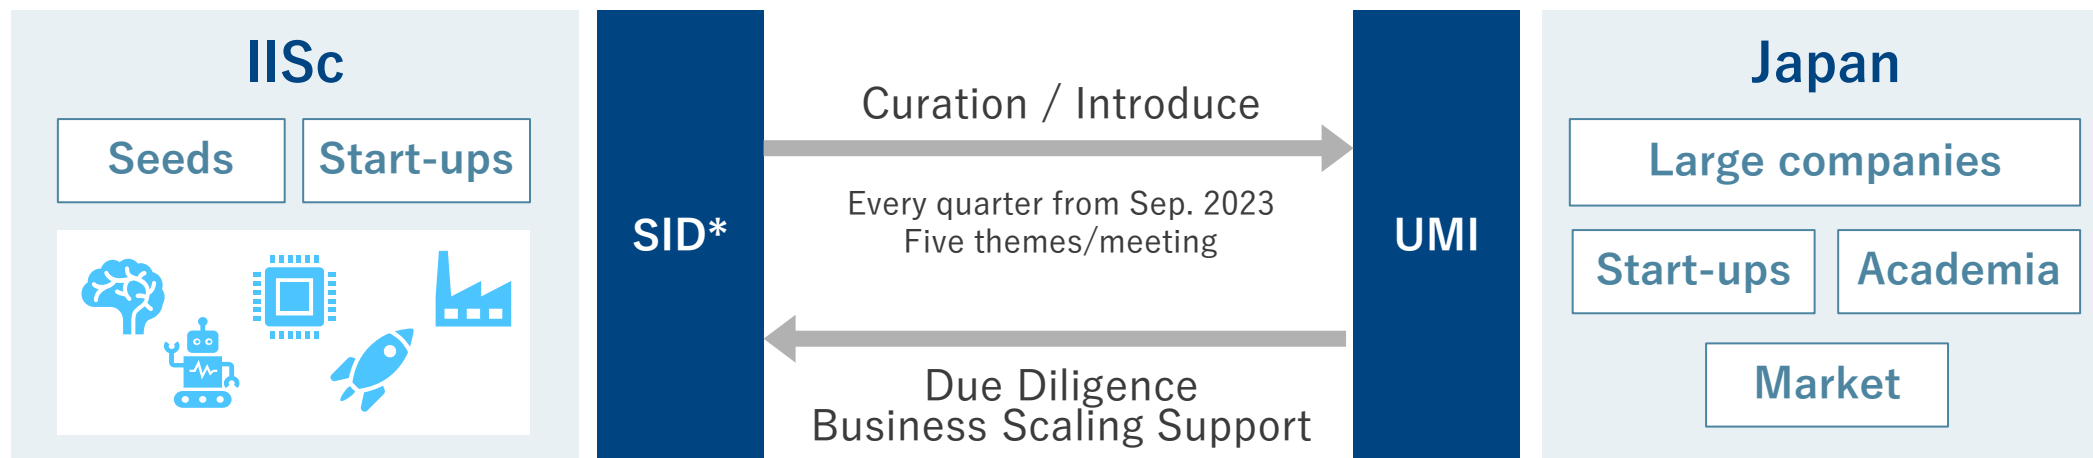 IISc
Seeds
Start-ups
SID*
Curation / Introduce
Every quarter from Sep. 2023
Five themes/meeting
Due Diligence
Business Scaling Support
UMI
Japan
Large companies
Start-ups
Academia
Market